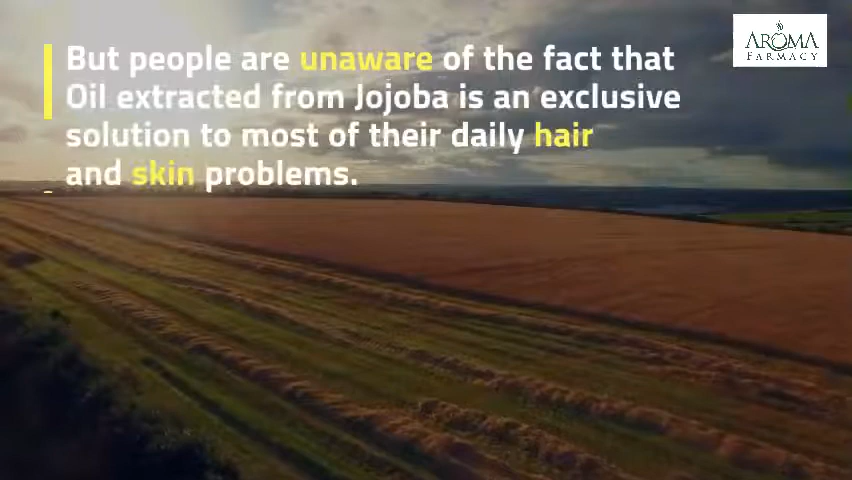 But people are unaware of the fact that
Oil extracted from Jojoba is an exclusive
solution to most of their daily hair
and skin problems.
AROMA
FARMACY